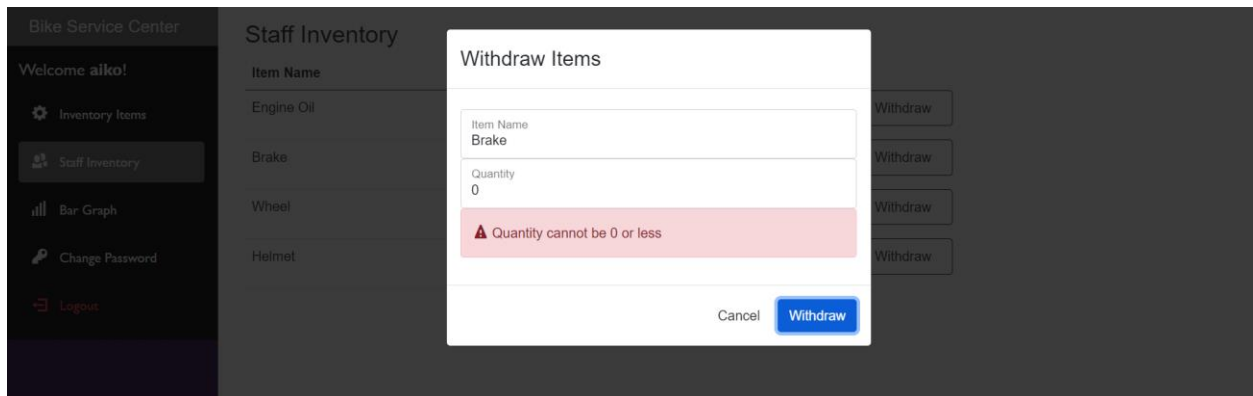 Bike Service Center
Welcome aiko!
Inventory Items
Staff Inventory
Bar Graph
Change Password
Logout
Staff Inventory
Item Name
Engine Oil
Withdraw
Brake
Withdraw
Wheel
Withdraw
Helmet
Withdraw
Withdraw Items
Item Name
Brake
Quantity
0
Quantity cannot be 0 or less
Cancel
Withdraw